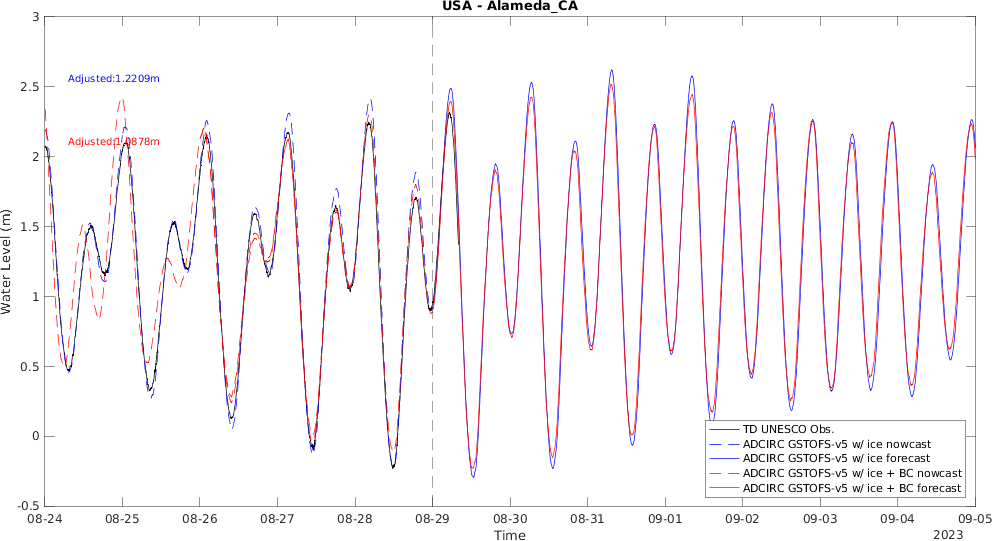 USA - Alameda_CA
3
2.5
2
1.5
1
0.5
0
-0.5
Water Level (m)
Adjusted:1.2209m
Adjusted:1.0878m
TD UNESCO Obs.
ADCIRC GSTOFS-v5 w/ ice nowcast
ADCIRC GSTOFS-v5 w/ ice forecast
ADCIRC GSTOFS-v5 w/ ice + BC nowcast
ADCIRC GSTOFS-v5 w/ ice + BC forecast
08-24 08-25 08-26 08-27 08-28 08-29 08-30 08-31 09-01 09-02 09-03 09-04 09-05
Time
2023